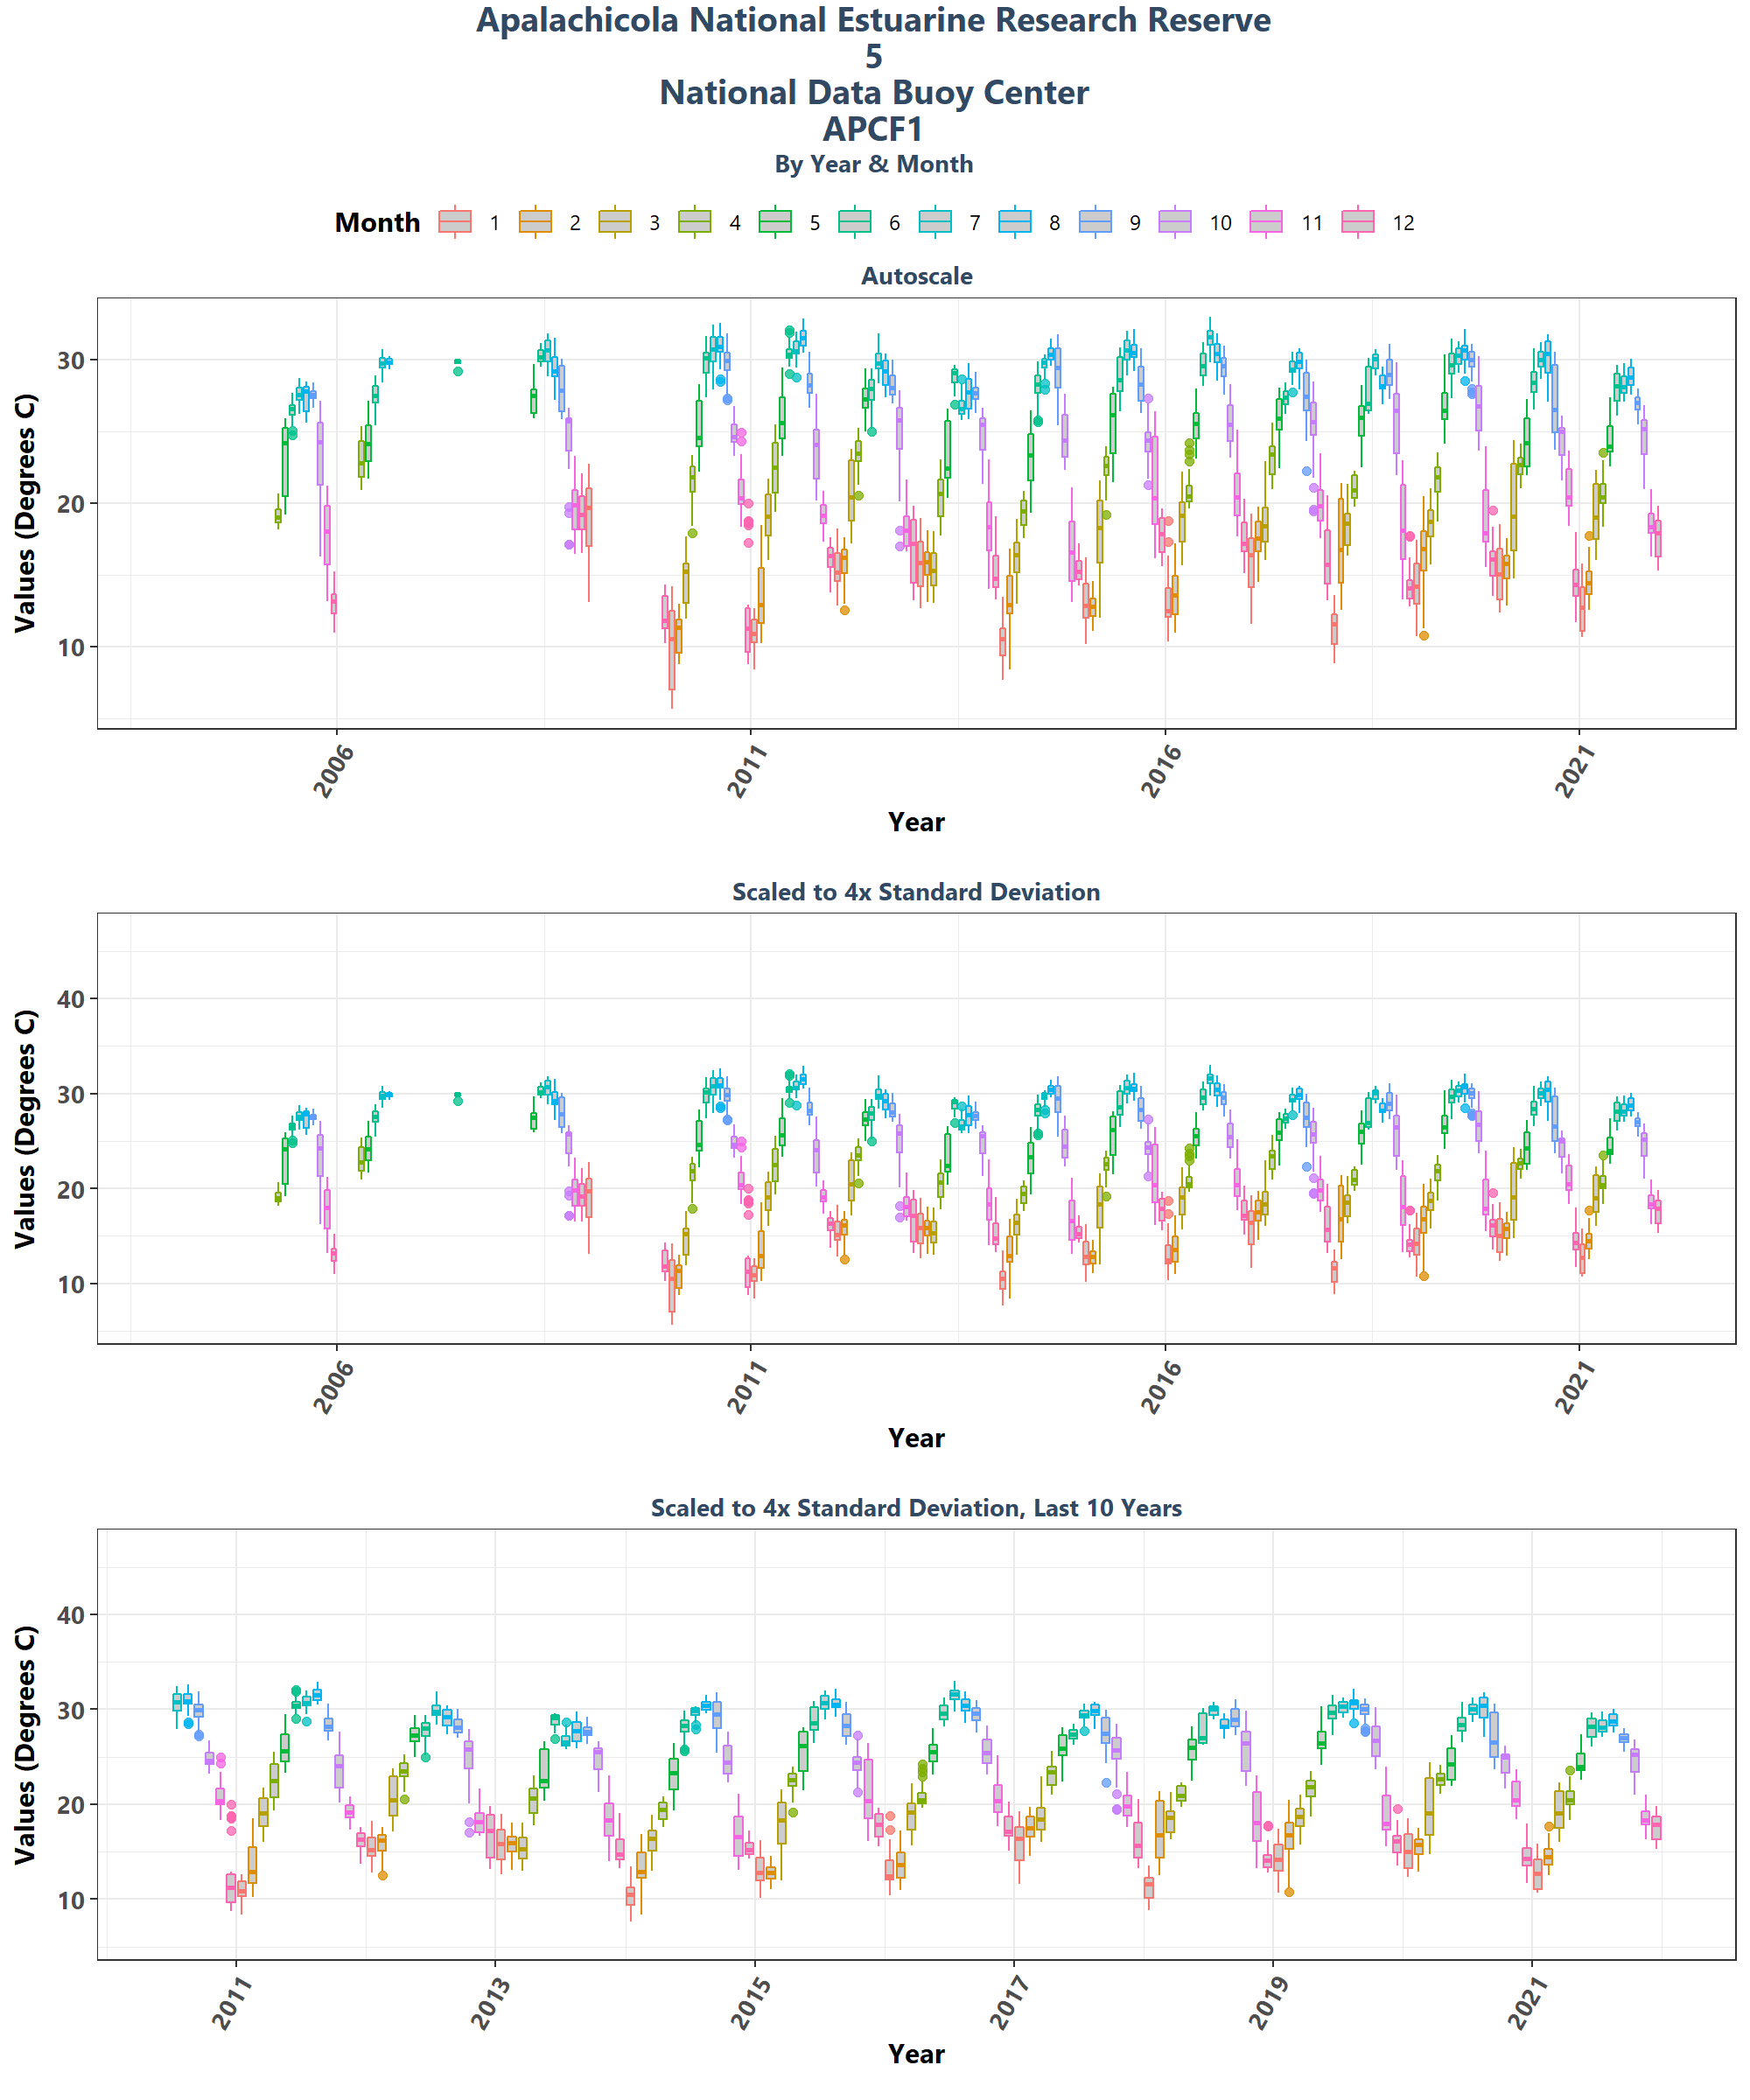 Apalachicola National Estuarine Research Reserve
5
National Data Buoy Center
APCF1
By Year & Month
Month 1 2 3 4 5 6 7 8 9 10 11 12
Autoscale
Values (Degrees C)
30
20
10
2006 2011 2016 2021
Year
Scaled to 4x Standard Deviation
Values (Degrees C)
40
30
20
10
2006 2011 2016 2021
Year
Scaled to 4x Standard Deviation, Last 10 Years
Values (Degrees C)
40
30
20
10
2011 2013 2015 2017 2019 2021
Year